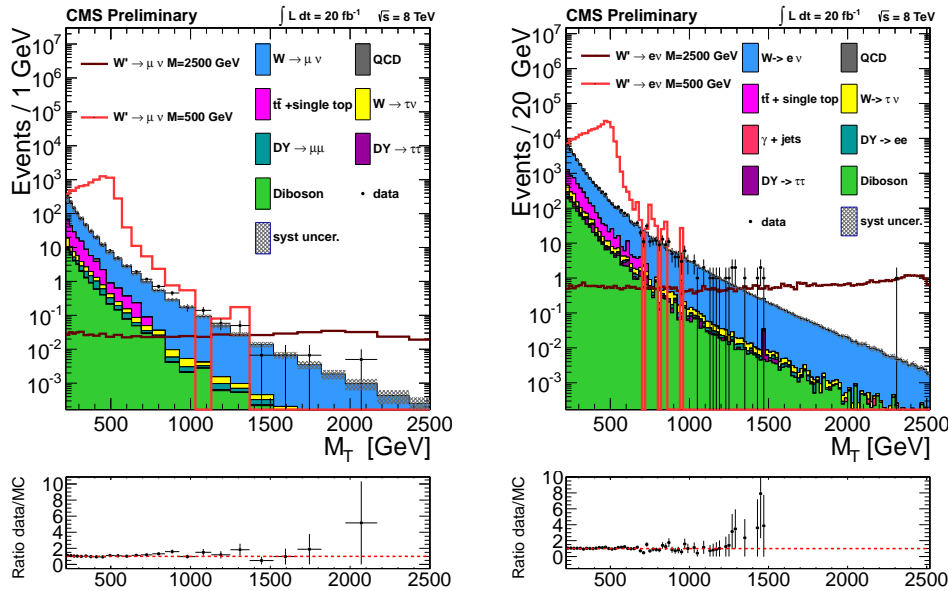 CMS Preliminary
∫ L dt = 20 fb⁻¹ √s = 8 TeV
Events / 1 GeV
10⁷
10⁶
10⁵
10⁴
10³
10²
10
1
10⁻¹
10⁻²
10⁻³
W' → μ ν M=2500 GeV
W' → μ ν M=500 GeV
W → μ ν
QCD
tt̄ +single top
W → τν
DY → μμ
DY → ττ
Diboson
data
syst uncer.
500 1000 1500 2000 2500
M_T [GeV]
Ratio data/MC
10
8
6
4
2
0
500 1000 1500 2000 2500
CMS Preliminary
∫ L dt = 20 fb⁻¹ √s = 8 TeV
Events / 20 GeV
10⁷
10⁶
10⁵
10⁴
10³
10²
10
1
10⁻¹
10⁻²
10⁻³
W' → e ν M=2500 GeV
W' → e ν M=500 GeV
W-> e ν
QCD
tt̄ + single top
W-> τ ν
γ + jets
DY -> ee
DY -> ττ
Diboson
data
syst uncer.
500 1000 1500 2000 2500
M_T [GeV]
Ratio data/MC
10
8
6
4
2
0
500 1000 1500 2000 2500